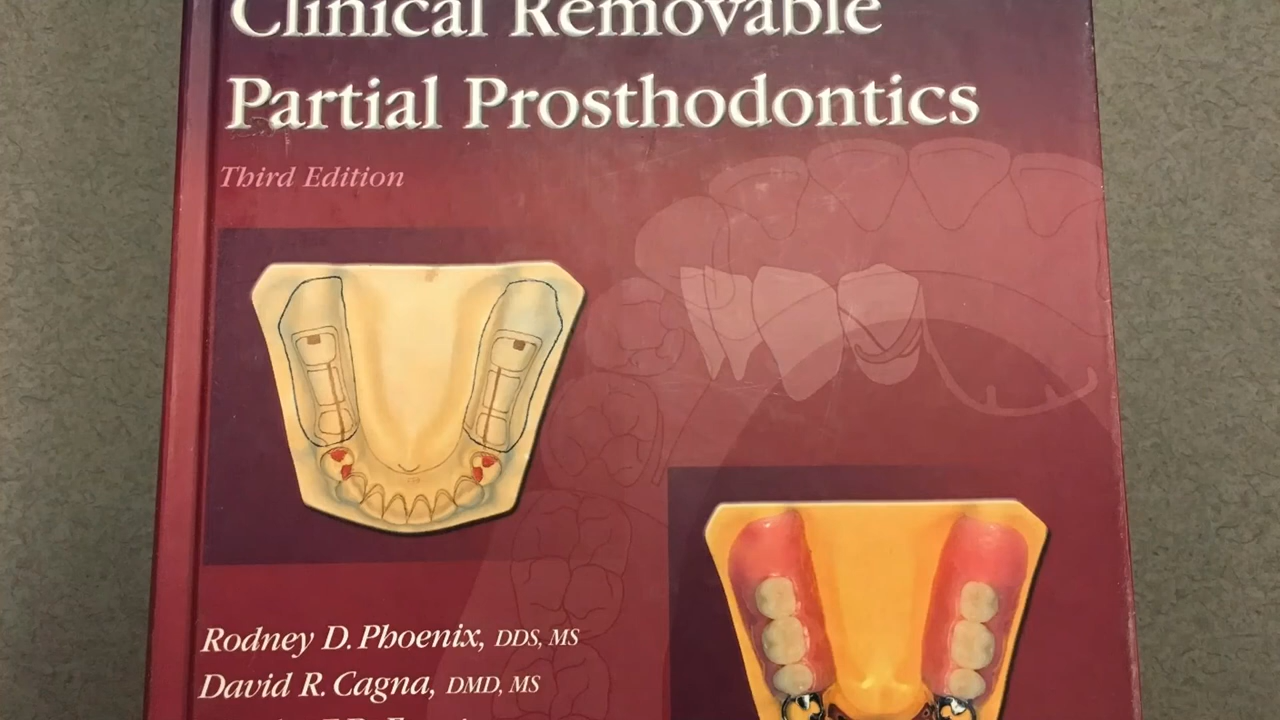 Clinical Removable
Partial Prosthodontics
Third Edition
Rodney D. Phoenix, DDS, MS
David R. Cagna, DMD, MS